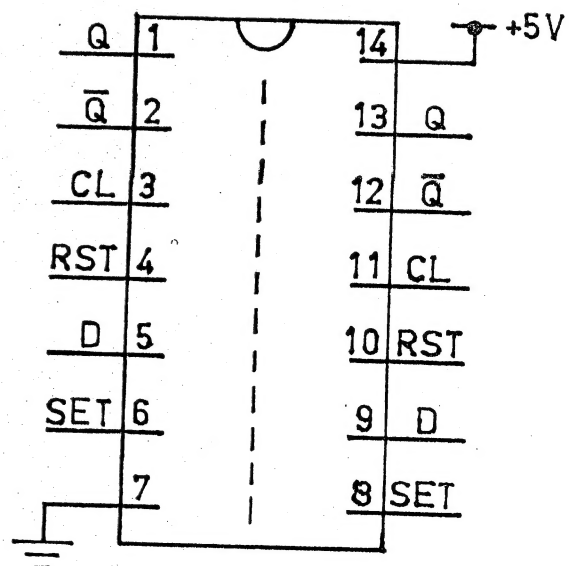 Q 1
Q̅ 2
CL 3
RST 4
D 5
SET 6
7
14 +5V
13 Q
12 Q̅
11 CL
10 RST
9 D
8 SET